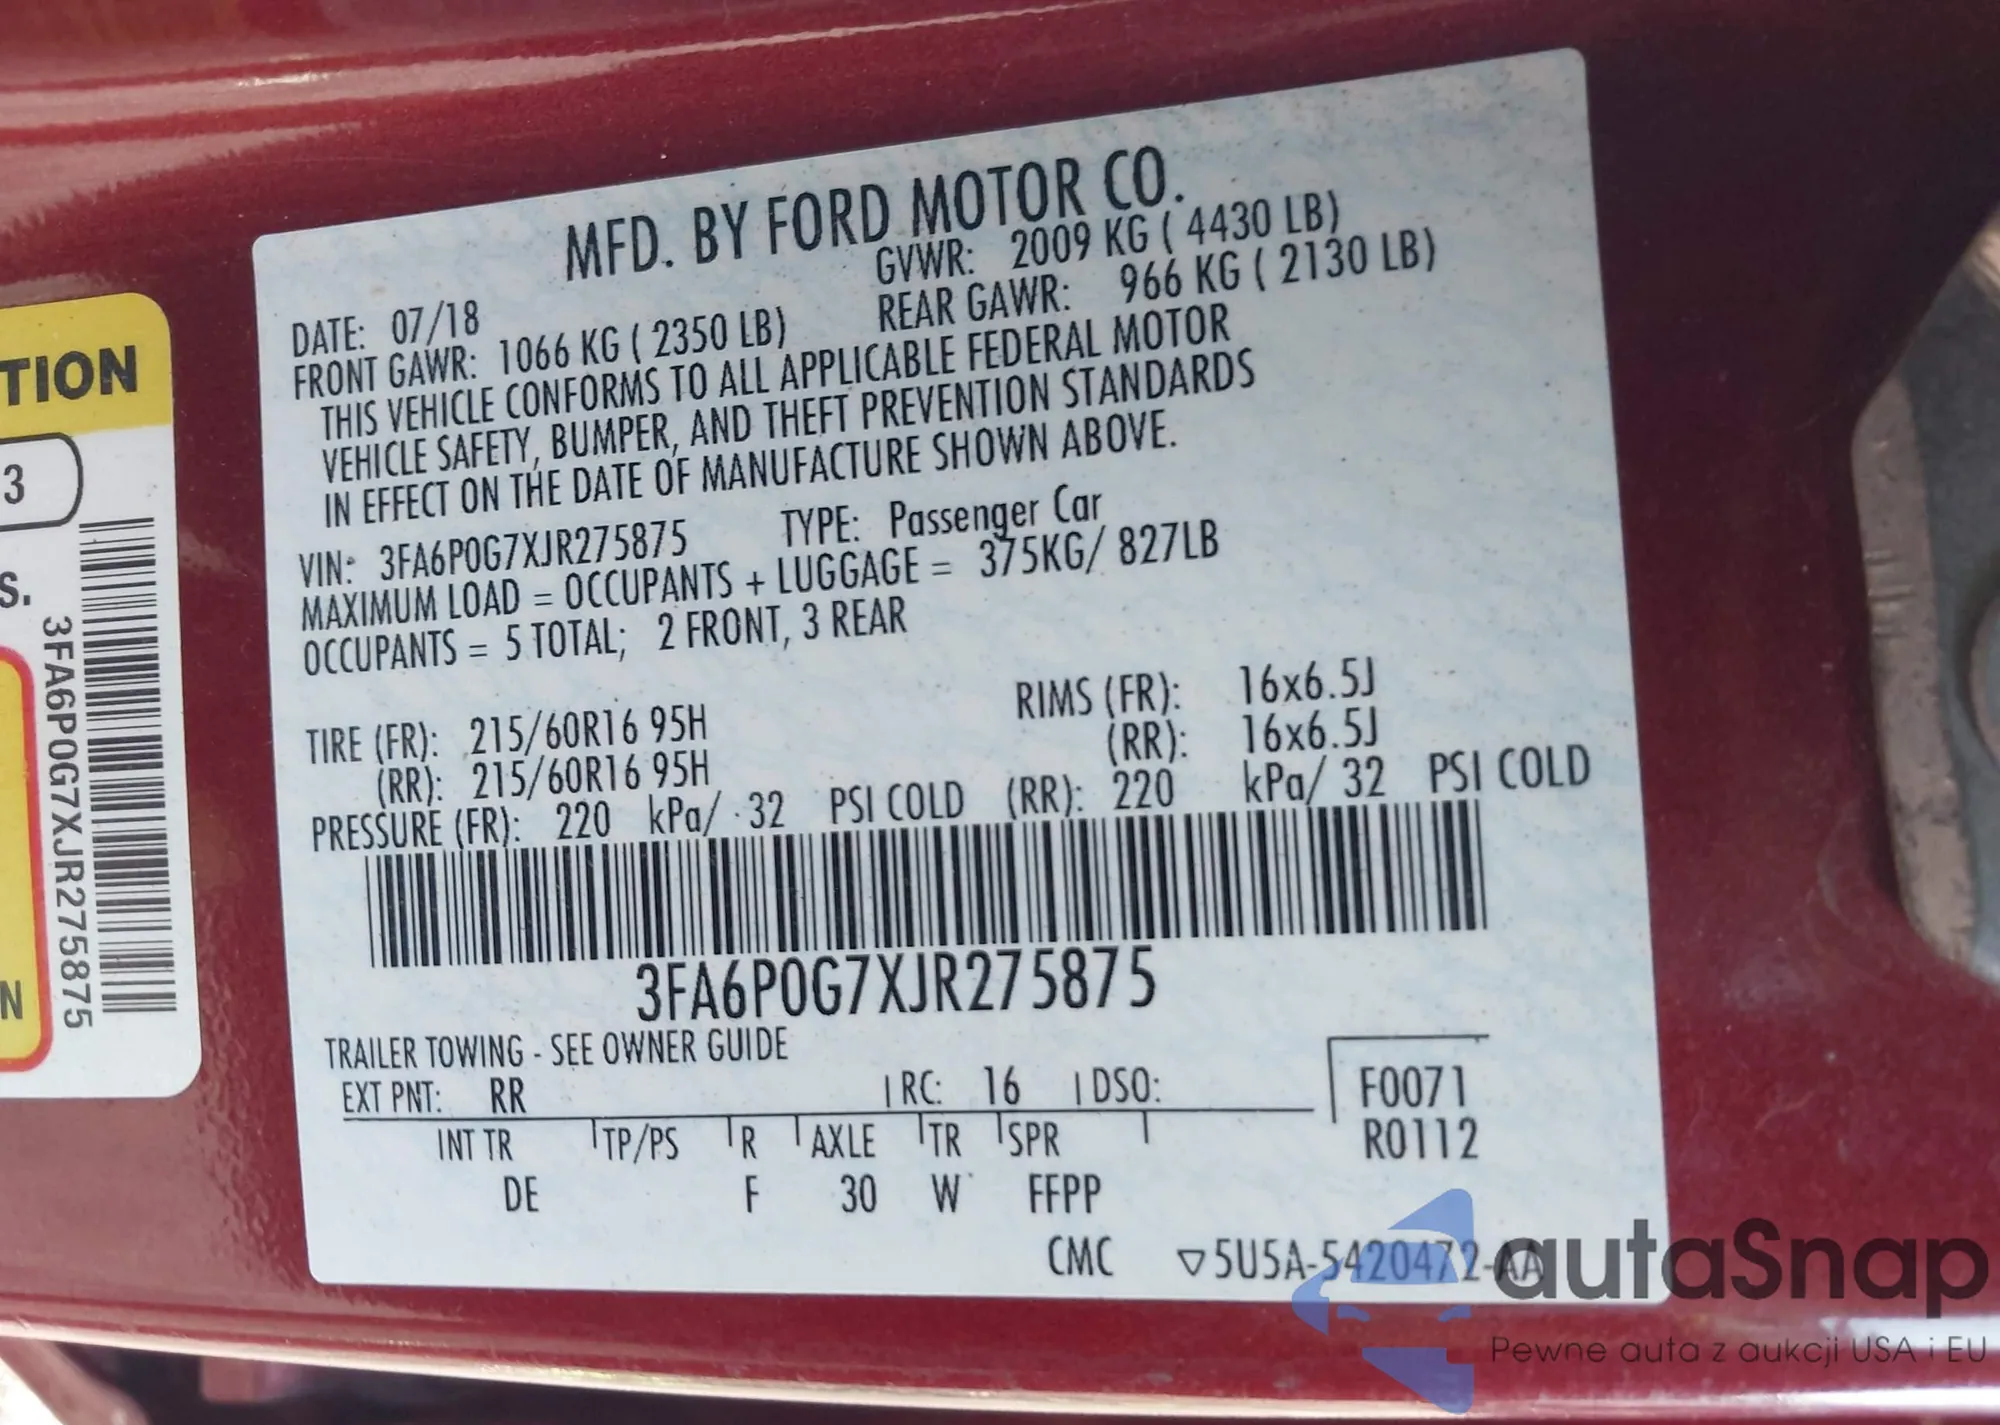 MFD. BY FORD MOTOR CO.
DATE: 07/18 GVWR: 2009 KG ( 4430 LB)
FRONT GAWR: 1066 KG ( 2350 LB) REAR GAWR: 966 KG ( 2130 LB)
THIS VEHICLE CONFORMS TO ALL APPLICABLE FEDERAL MOTOR
VEHICLE SAFETY, BUMPER, AND THEFT PREVENTION STANDARDS
IN EFFECT ON THE DATE OF MANUFACTURE SHOWN ABOVE.
VIN: 3FA6P0G7XJR275875 TYPE: Passenger Car
MAXIMUM LOAD = OCCUPANTS + LUGGAGE = 375KG/ 827LB
OCCUPANTS = 5 TOTAL; 2 FRONT, 3 REAR
TIRE (FR): 215/60R16 95H RIMS (FR): 16x6.5J
(RR): 215/60R16 95H (RR): 16x6.5J
PRESSURE (FR): 220 kPa/ 32 PSI COLD (RR): 220 kPa/ 32 PSI COLD
3FA6P0G7XJR275875
TRAILER TOWING - SEE OWNER GUIDE
EXT PNT: RR RC: 16 DSO: F0071
INT TR TP/PS R AXLE TR SPR R0112
DE F 30 W FFPP
CMC ▽5U5A-5420472-AA
TION
3
S.
3FA6P0G7XJR275875
N
autaSnap
Pewne auta z aukcji USA i EU